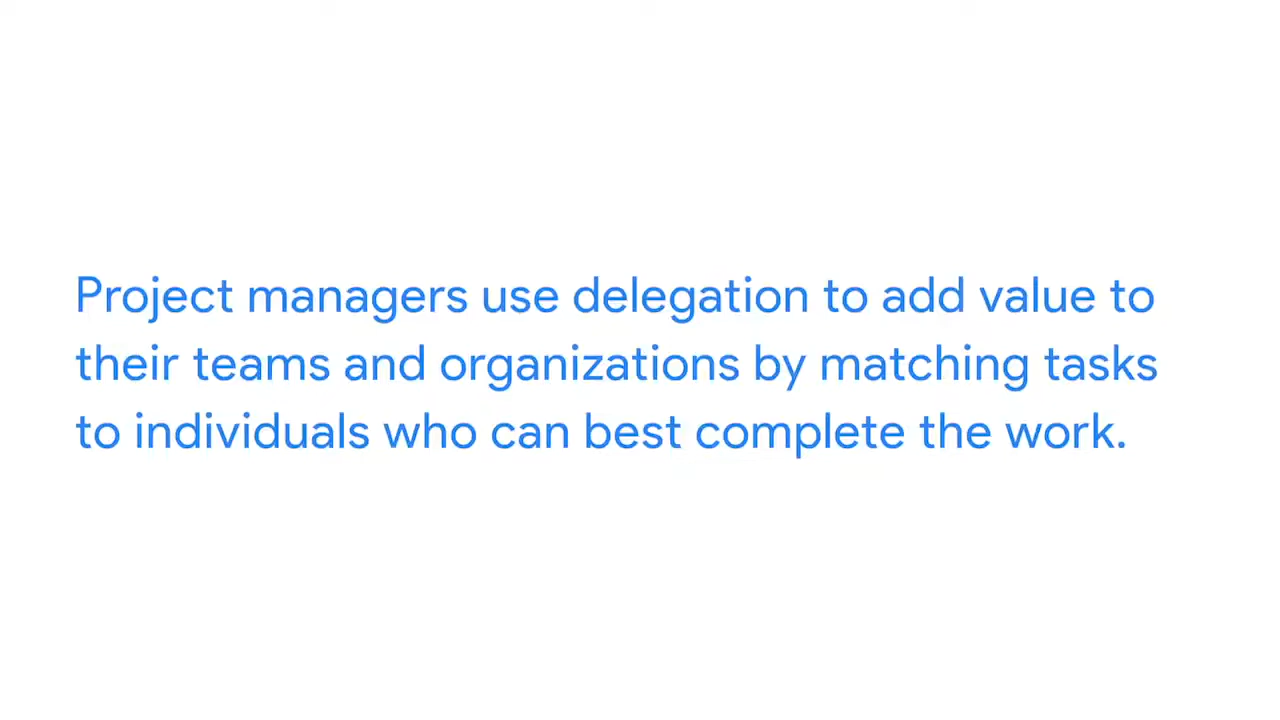 Project managers use delegation to add value to
their teams and organizations by matching tasks
to individuals who can best complete the work.